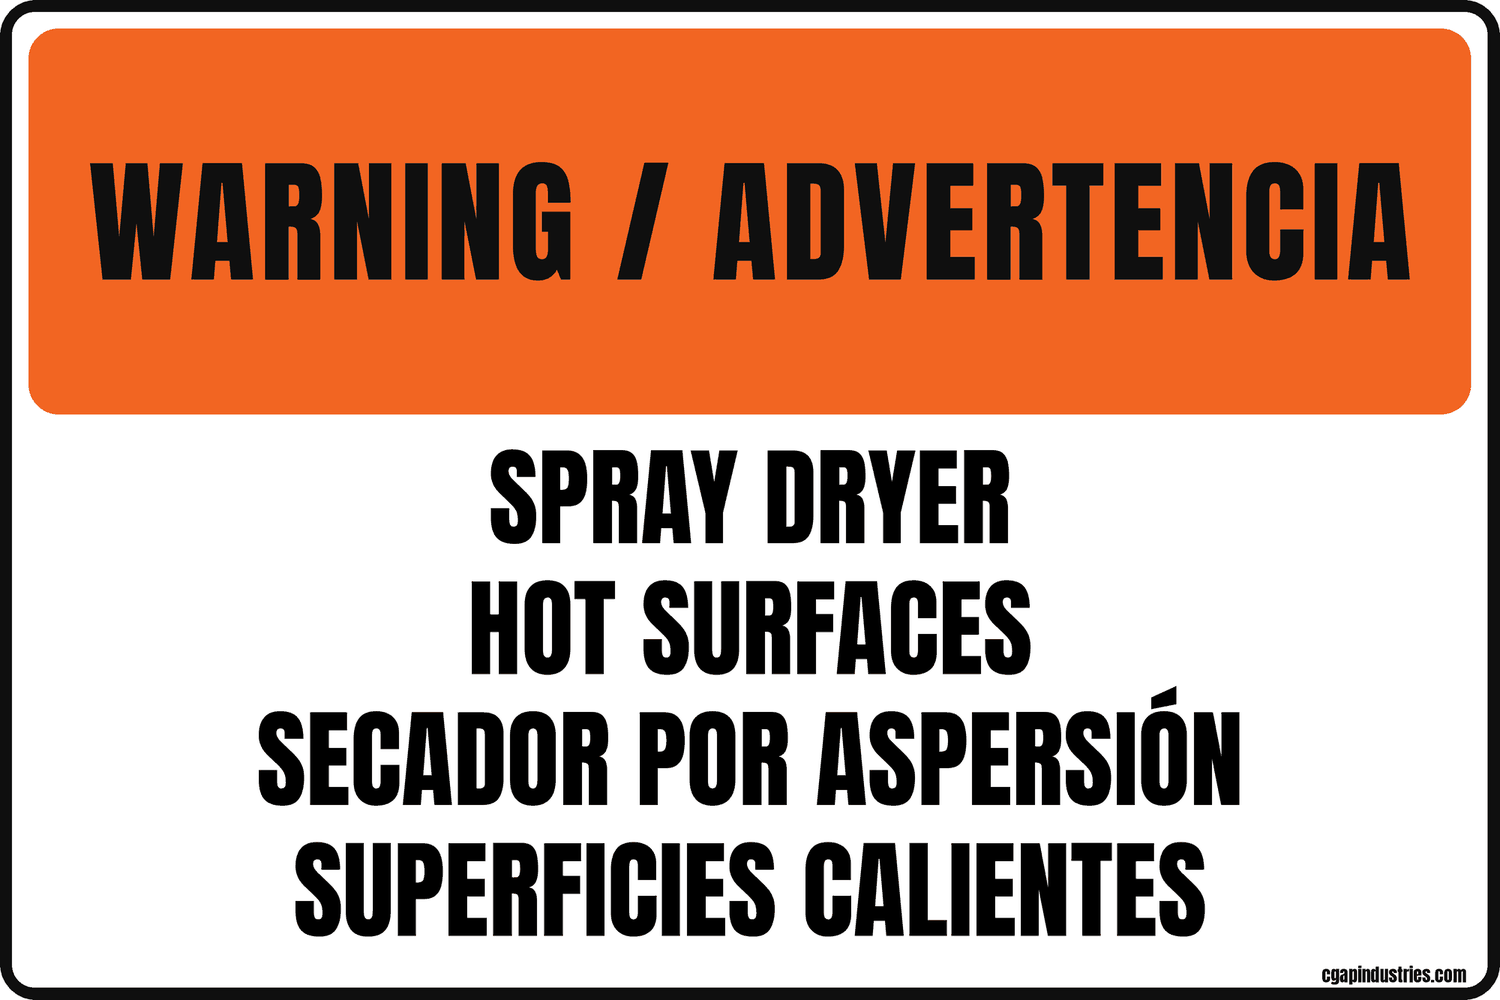 WARNING / ADVERTENCIA
SPRAY DRYER
HOT SURFACES
SECADOR POR ASPERSIÓN
SUPERFICIES CALIENTES
cgapindustries.com